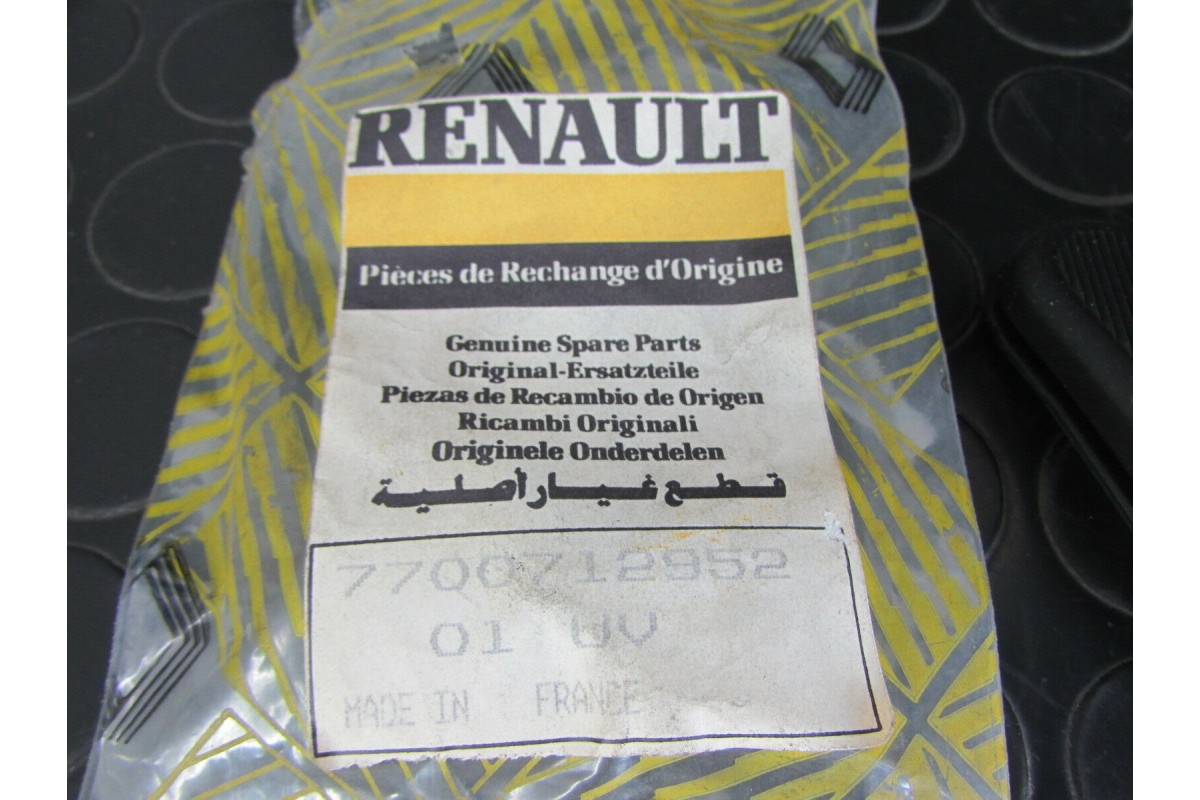 RENAULT
Pièces de Rechange d'Origine
Genuine Spare Parts
Original-Ersatzteile
Piezas de Recambio de Origen
Ricambi Originali
Originele Onderdelen
قطع غيار أصلية
7700712952
01 UV
MADE IN FRANCE